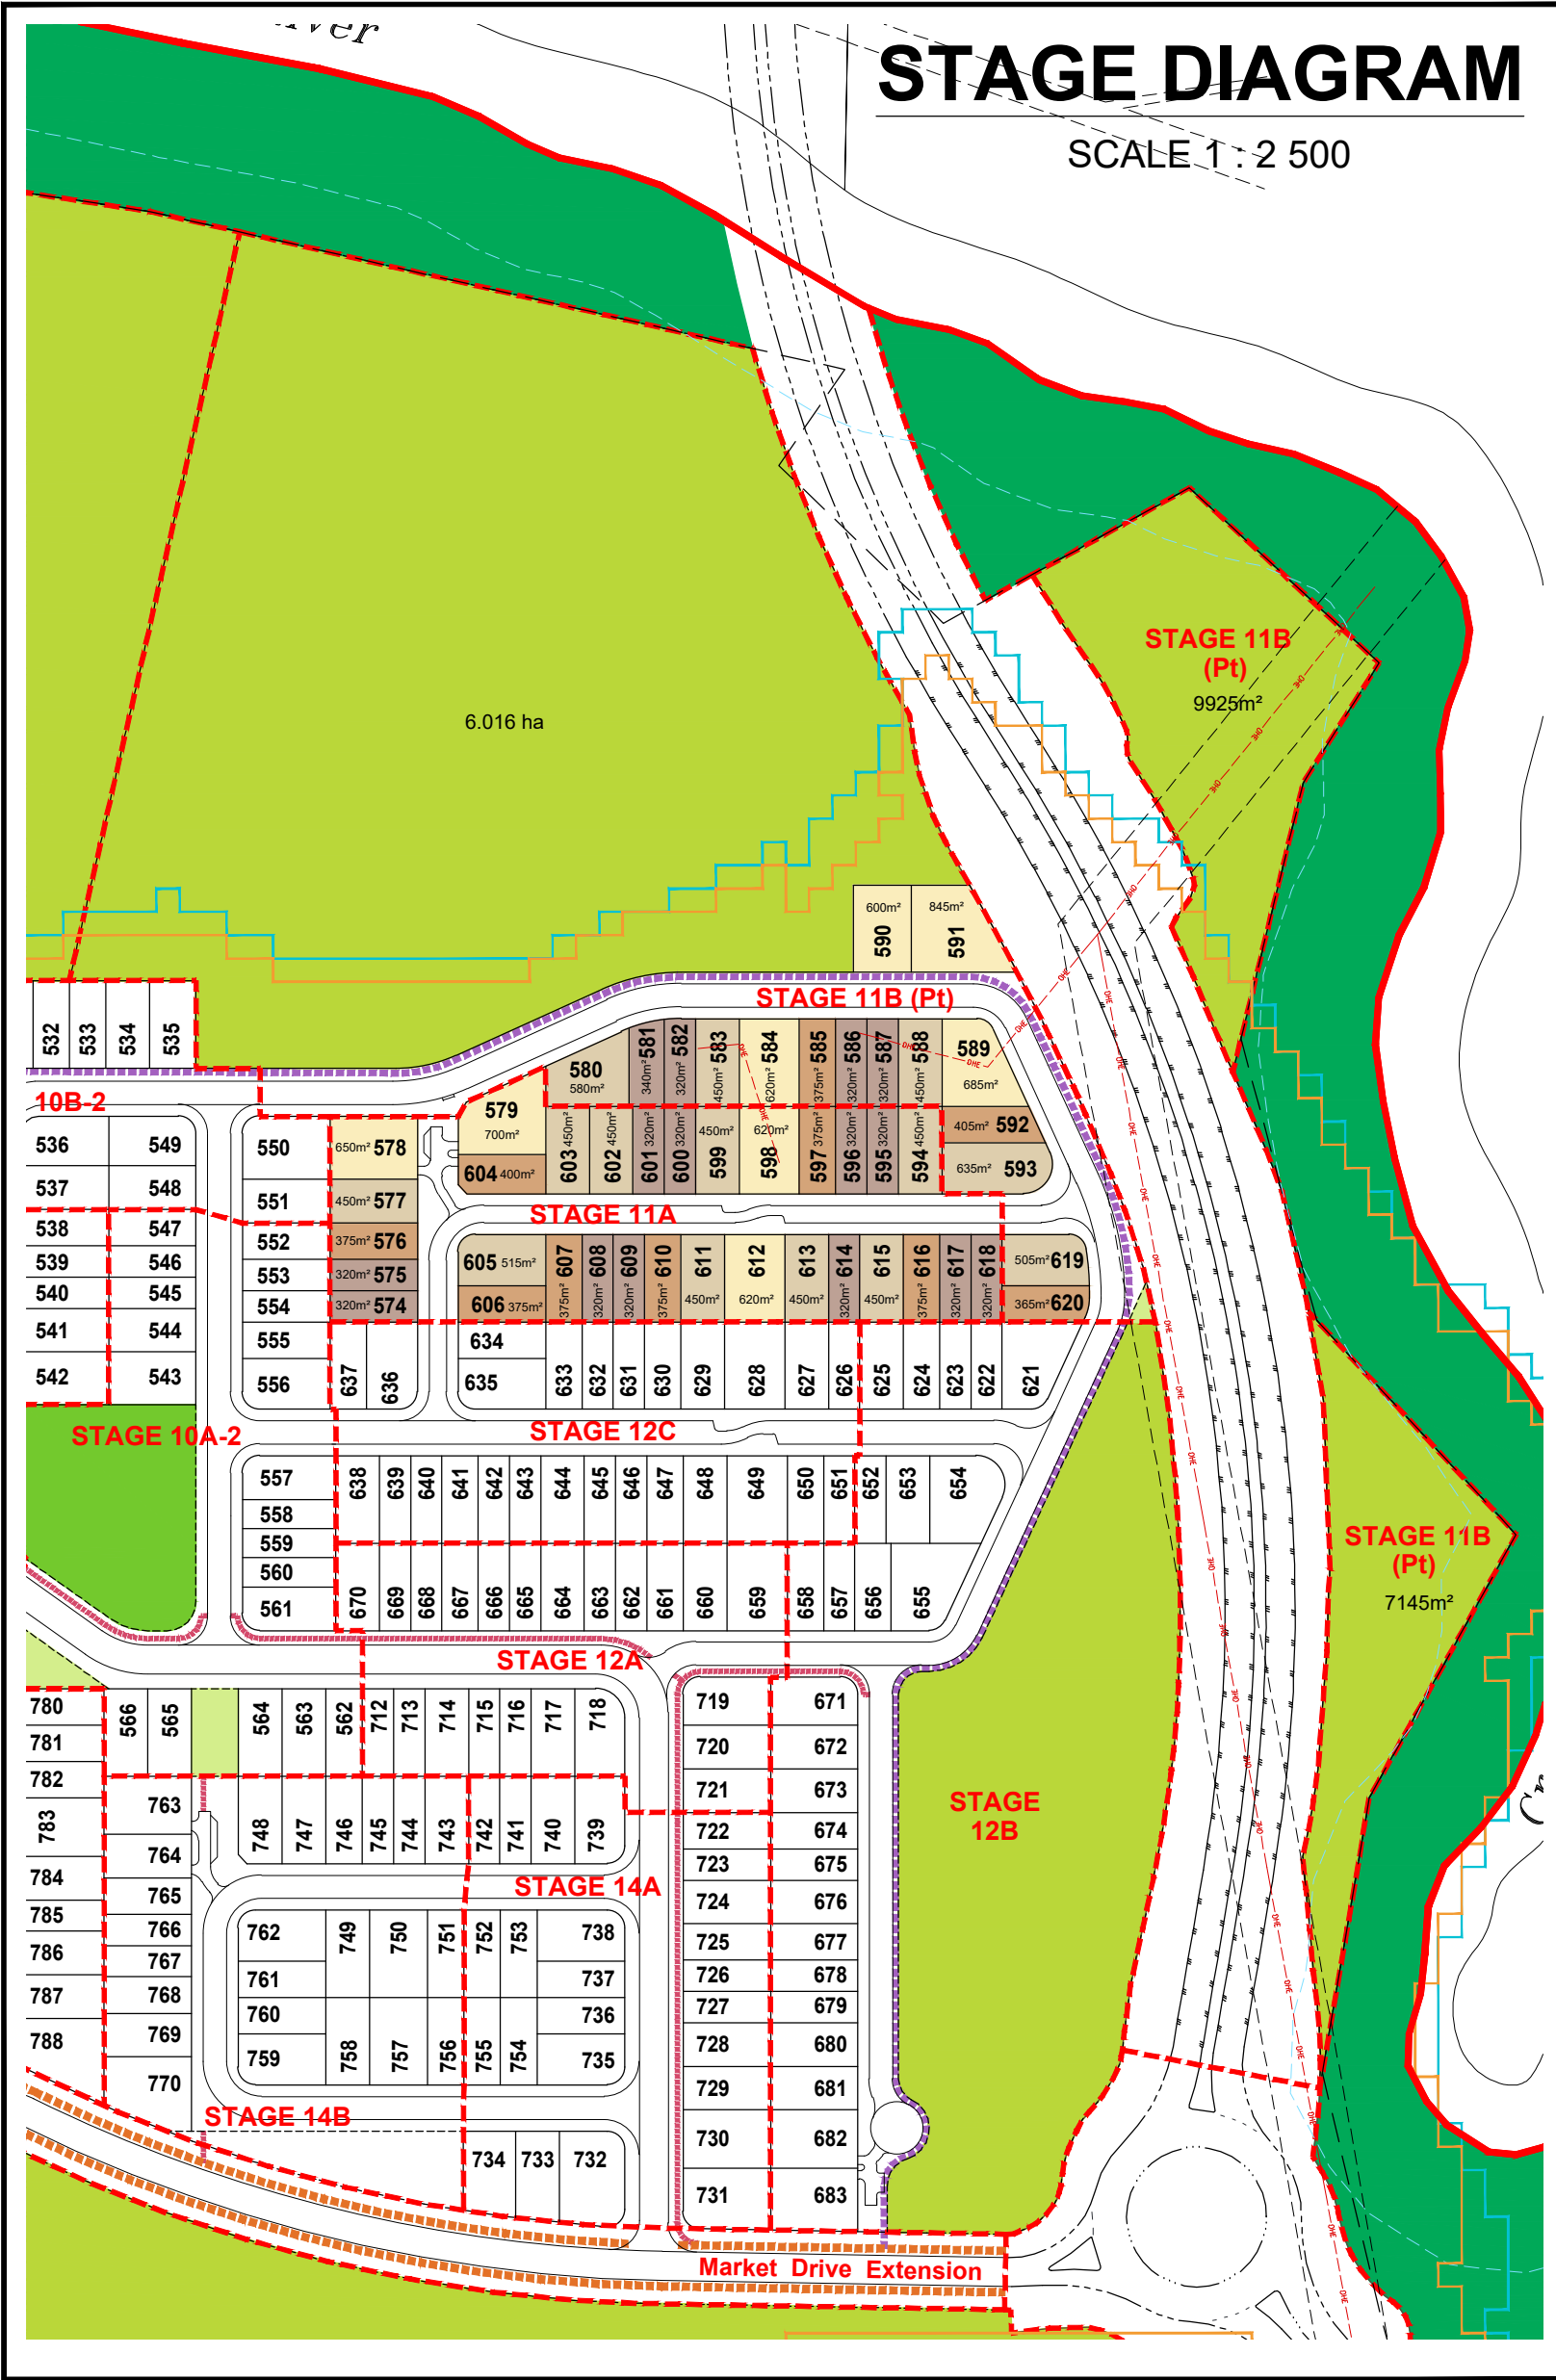 STAGE DIAGRAM
SCALE 1 : 2 500
STAGE 11B
(Pt)
9925m²
6.016 ha
600m² 845m²
590 591
STAGE 11B (Pt)
532 533 534 535
580 581 582 583 584 585 586 587 588 589
580m² 340m² 320m² 450m² 620m² 375m² 320m² 320m² 450m² 685m²
10B-2
579
700m²
604 400m²
603 602 601 600 599 598 597 596 595 594
450m² 450m² 320m² 320m² 450m² 620m² 375m² 320m² 320m² 450m²
405m² 592
635m² 593
536 549 550 650m² 578
537 548 551 450m² 577
STAGE 11A
538 547 552 375m² 576
539 546 553 320m² 575
540 545 554 320m² 574
541 544 555
542 543 556
605 515m²
606 375m²
607 608 609 610 611 612 613 614 615 616 617 618
375m² 320m² 320m² 375m² 450m² 620m² 450m² 320m² 450m² 375m² 320m² 320m²
505m² 619
365m² 620
637 636
634
635
633 632 631 630 629 628 627 626 625 624 623 622 621
STAGE 10A-2
STAGE 12C
557
558
559
560
561
638 639 640 641 642 643 644 645 646 647 648 649 650 651 652 653 654
670 669 668 667 666 665 664 663 662 661 660 659 658 657 656 655
STAGE 11B
(Pt)
7145m²
STAGE 12A
780
781
782
783
784
785
786
787
788
566 565 564 563 562 712 713 714 715 716 717 718
719 671
720 672
721 673
722 674
723 675
724 676
725 677
726 678
727 679
728 680
729 681
730 682
731 683
STAGE
12B
763
764
765
766
767
768
769
770
748 747 746 745 744 743 742 741 740 739
STAGE 14A
762 749 750 751 752 753 738
761 737
760 736
759 758 757 756 755 754 735
STAGE 14B
734 733 732
Market Drive Extension